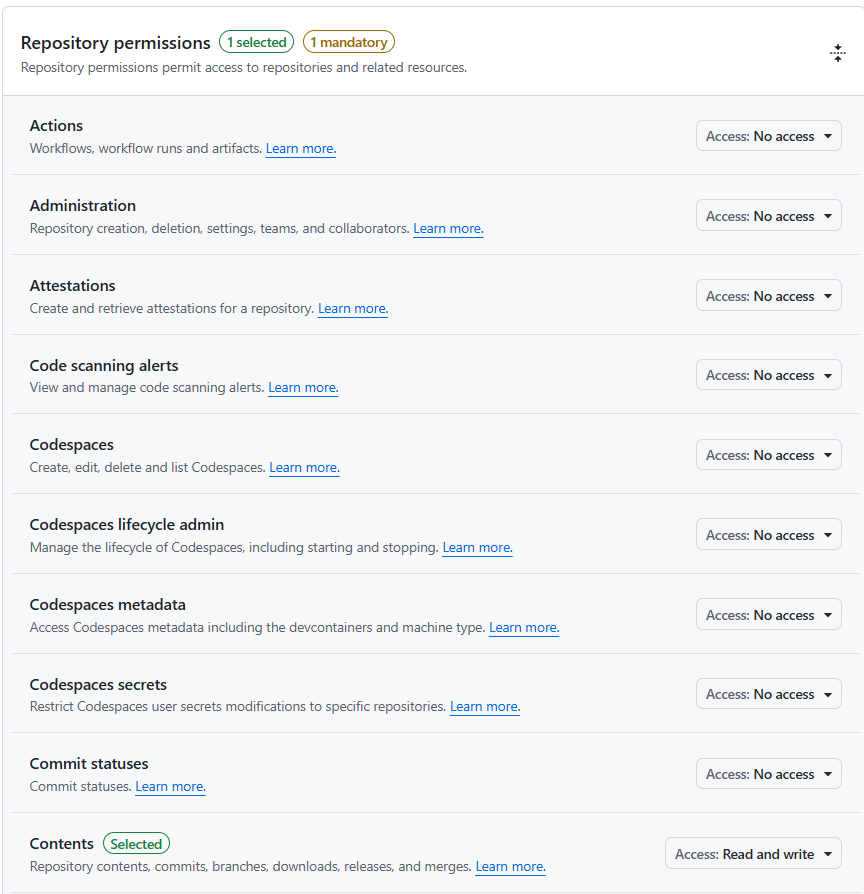 Repository permissions 1 selected 1 mandatory
Repository permissions permit access to repositories and related resources.
Actions
Workflows, workflow runs and artifacts. Learn more.
Access: No access
Administration
Repository creation, deletion, settings, teams, and collaborators. Learn more.
Access: No access
Attestations
Create and retrieve attestations for a repository. Learn more.
Access: No access
Code scanning alerts
View and manage code scanning alerts. Learn more.
Access: No access
Codespaces
Create, edit, delete and list Codespaces. Learn more.
Access: No access
Codespaces lifecycle admin
Manage the lifecycle of Codespaces, including starting and stopping. Learn more.
Access: No access
Codespaces metadata
Access Codespaces metadata including the devcontainers and machine type. Learn more.
Access: No access
Codespaces secrets
Restrict Codespaces user secrets modifications to specific repositories. Learn more.
Access: No access
Commit statuses
Commit statuses. Learn more.
Access: No access
Contents Selected
Repository contents, commits, branches, downloads, releases, and merges. Learn more.
Access: Read and write